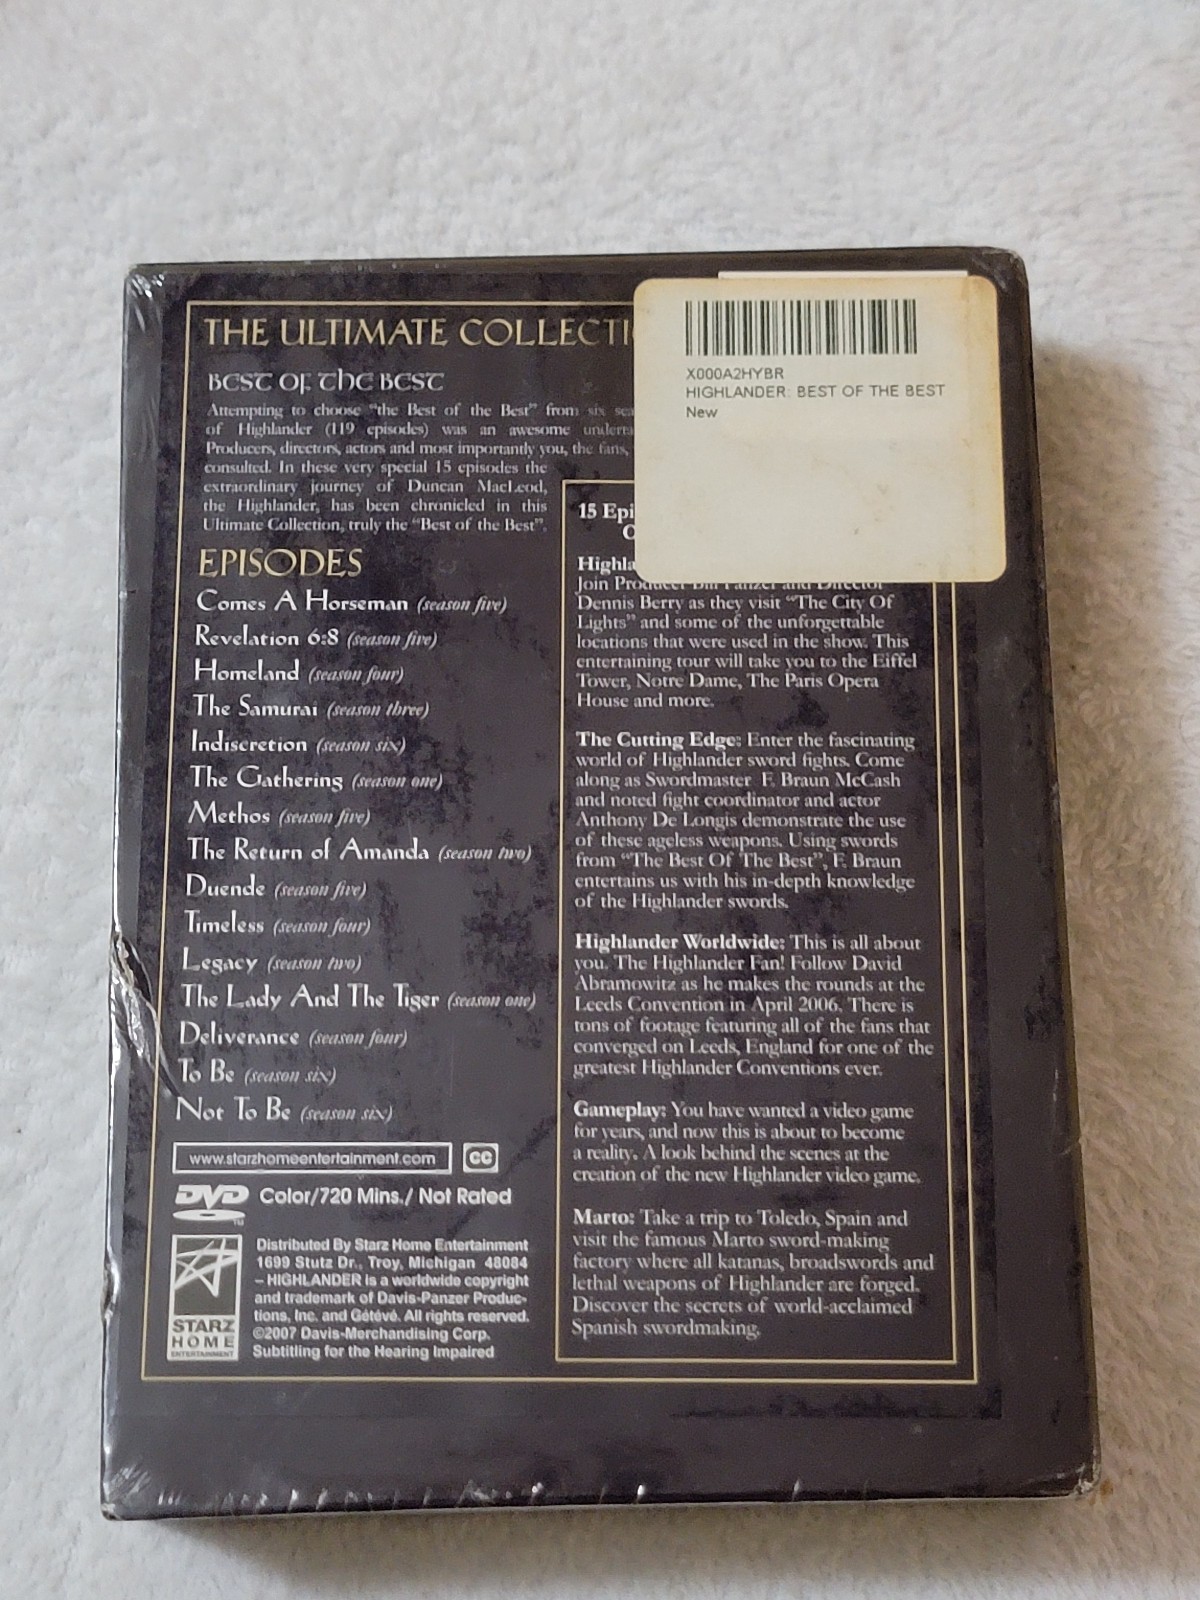 THE ULTIMATE COLLECTI
BEST OF THE BEST
Attempting to choose "the Best of the Best" from six sea
of Highlander (119 episodes) was an awesome underta
Producers, directors, actors and most importantly you, the fans,
consulted. In these very special 15 episodes the
extraordinary journey of Duncan MacLeod,
the Highlander, has been chronicled in this
Ultimate Collection, truly the "Best of the Best".
EPISODES
Comes A Horseman (season five)
Revelation 6:8 (season five)
Homeland (season four)
The Samurai (season three)
Indiscretion (season six)
The Gathering (season one)
Methos (season five)
The Return of Amanda (season two)
Duende (season five)
Timeless (season four)
Legacy (season two)
The Lady And The Tiger (season one)
Deliverance (season four)
To Be (season six)
Not To Be (season six)
www.starzhomeentertainment.com
CC
DVD Color/720 Mins./ Not Rated
STARZ
HOME
ENTERTAINMENT
Distributed By Starz Home Entertainment
1699 Stutz Dr., Troy, Michigan 48084
– HIGHLANDER is a worldwide copyright
and trademark of Davis-Panzer Produc-
tions, Inc. and Gétévé. All rights reserved.
©2007 Davis-Merchandising Corp.
Subtitling for the Hearing Impaired
X000A2HYBR
HIGHLANDER: BEST OF THE BEST
New
15 Epi
Highla
Join Producer Bill Panzer and Director
Dennis Berry as they visit "The City Of
Lights" and some of the unforgettable
locations that were used in the show. This
entertaining tour will take you to the Eiffel
Tower, Notre Dame, The Paris Opera
House and more.
The Cutting Edge: Enter the fascinating
world of Highlander sword fights. Come
along as Swordmaster F. Braun McCash
and noted fight coordinator and actor
Anthony De Longis demonstrate the use
of these ageless weapons. Using swords
from "The Best Of The Best", F. Braun
entertains us with his in-depth knowledge
of the Highlander swords.
Highlander Worldwide: This is all about
you. The Highlander Fan! Follow David
Abramowitz as he makes the rounds at the
Leeds Convention in April 2006. There is
tons of footage featuring all of the fans that
converged on Leeds, England for one of the
greatest Highlander Conventions ever.
Gameplay: You have wanted a video game
for years, and now this is about to become
a reality. A look behind the scenes at the
creation of the new Highlander video game.
Marto: Take a trip to Toledo, Spain and
visit the famous Marto sword-making
factory where all katanas, broadswords and
lethal weapons of Highlander are forged.
Discover the secrets of world-acclaimed
Spanish swordmaking.